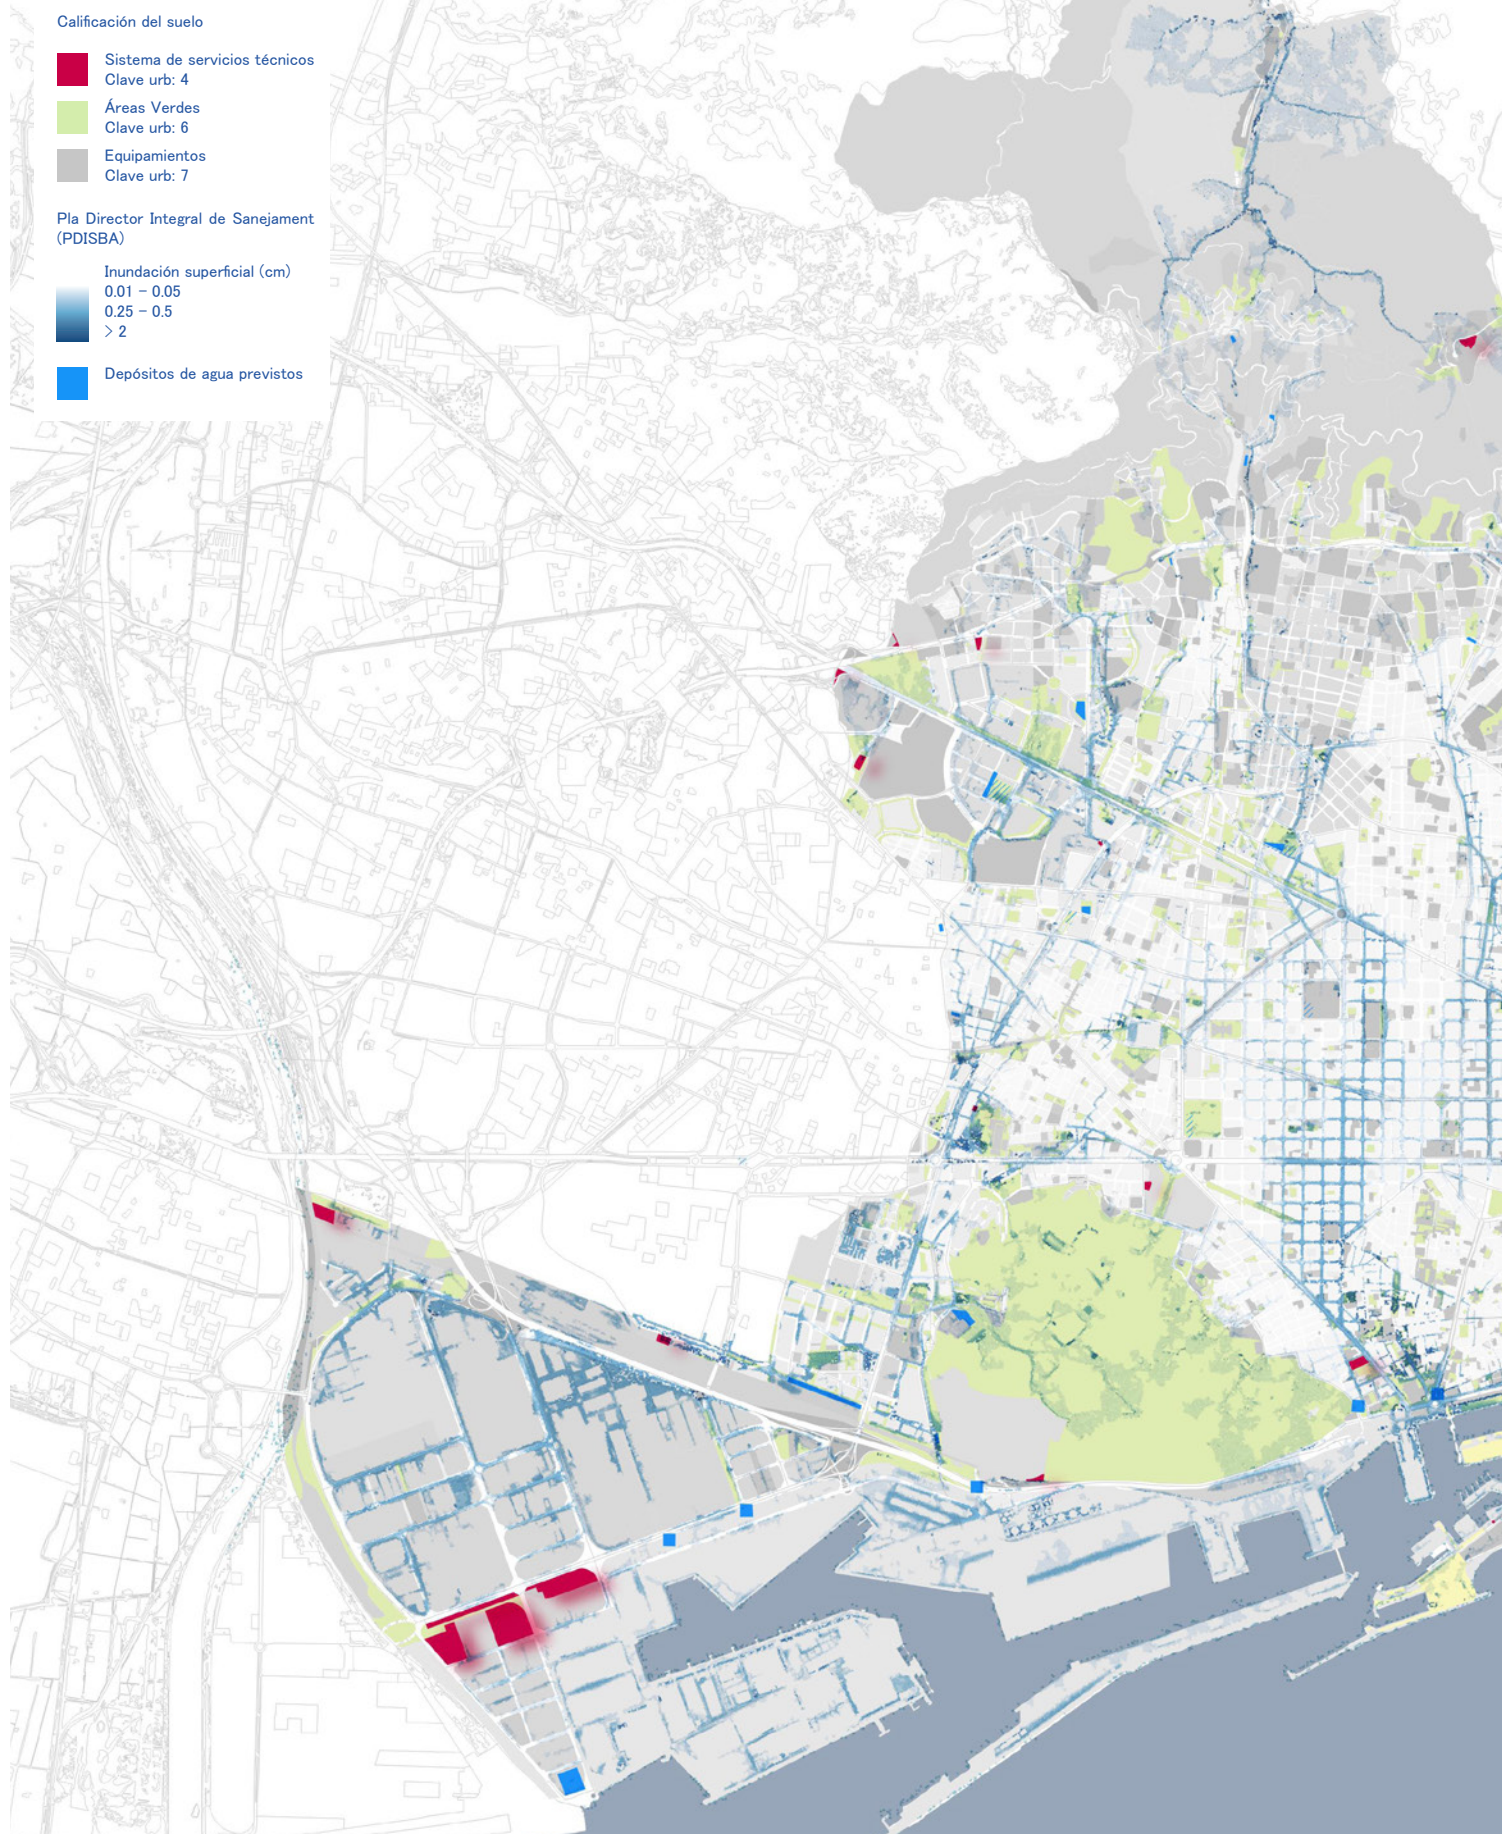 Calificación del suelo
Sistema de servicios técnicos
Clave urb: 4
Áreas Verdes
Clave urb: 6
Equipamientos
Clave urb: 7
Pla Director Integral de Sanejament
(PDISBA)
Inundación superficial (cm)
0.01 - 0.05
0.25 - 0.5
> 2
Depósitos de agua previstos